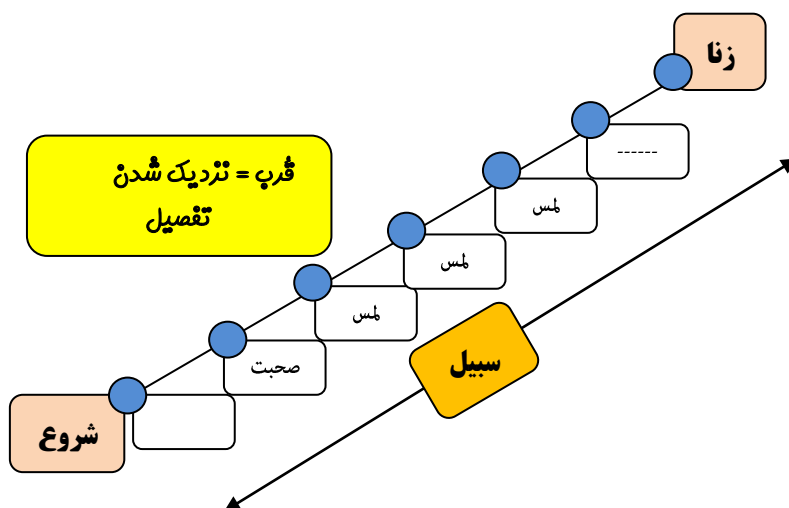 زنا
------
قُرب = نزدیک شدن
تفصیل
لمس
لمس
لمس
سبیل
صحبت
شروع